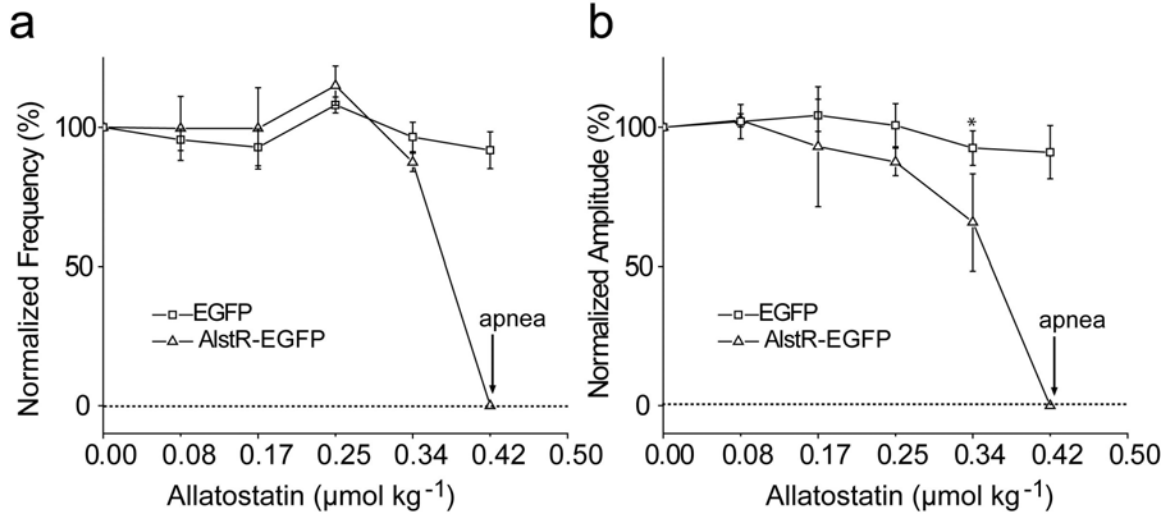 a
Normalized Frequency (%)
100
50
0
EGFP
AlstR-EGFP
apnea
0.00 0.08 0.17 0.25 0.34 0.42 0.50
Allatostatin (µmol kg-1)
b
Normalized Amplitude (%)
100
50
0
*
EGFP
AlstR-EGFP
apnea
0.00 0.08 0.17 0.25 0.34 0.42 0.50
Allatostatin (µmol kg-1)